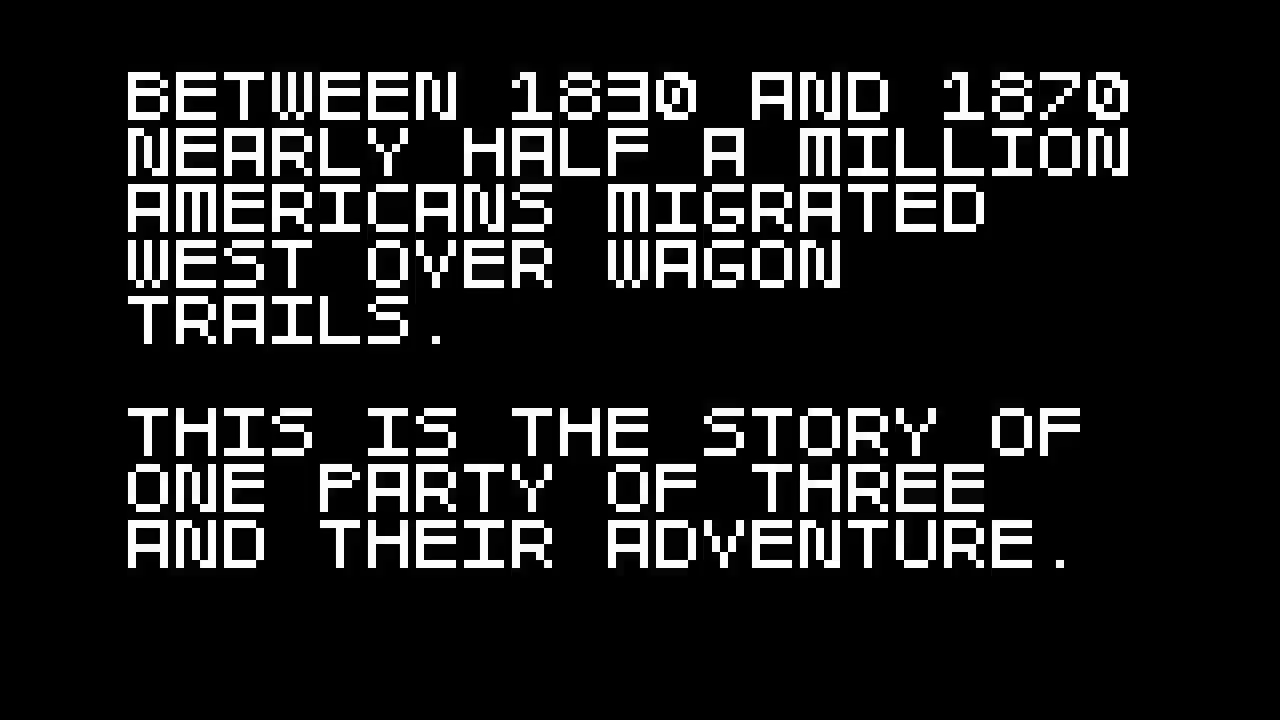 BETWEEN 1830 AND 1870
NEARLY HALF A MILLION
AMERICANS MIGRATED
WEST OVER WAGON
TRAILS.
THIS IS THE STORY OF
ONE PARTY OF THREE
AND THEIR ADVENTURE.